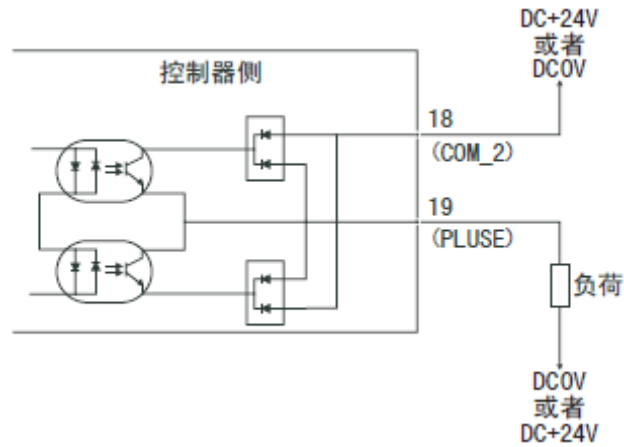 DC+24V
或者
DC0V
控制器侧
18
(COM_2)
19
(PLUSE)
负荷
DC0V
或者
DC+24V